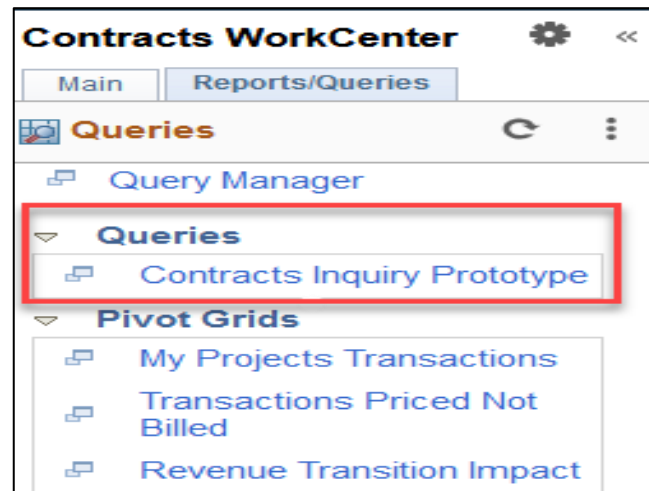 Contracts WorkCenter
Main
Reports/Queries
Queries
Query Manager
Queries
Contracts Inquiry Prototype
Pivot Grids
My Projects Transactions
Transactions Priced Not
Billed
Revenue Transition Impact